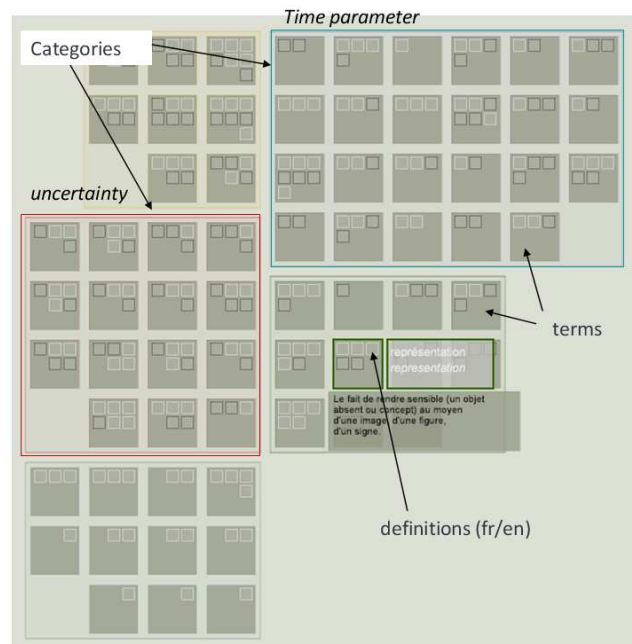 Time parameter
Categories
uncertainty
terms
représentation
representation
Le fait de rendre sensible (un objet
absent ou concept) au moyen
d'une image, d'une figure,
d'un signe.
definitions (fr/en)